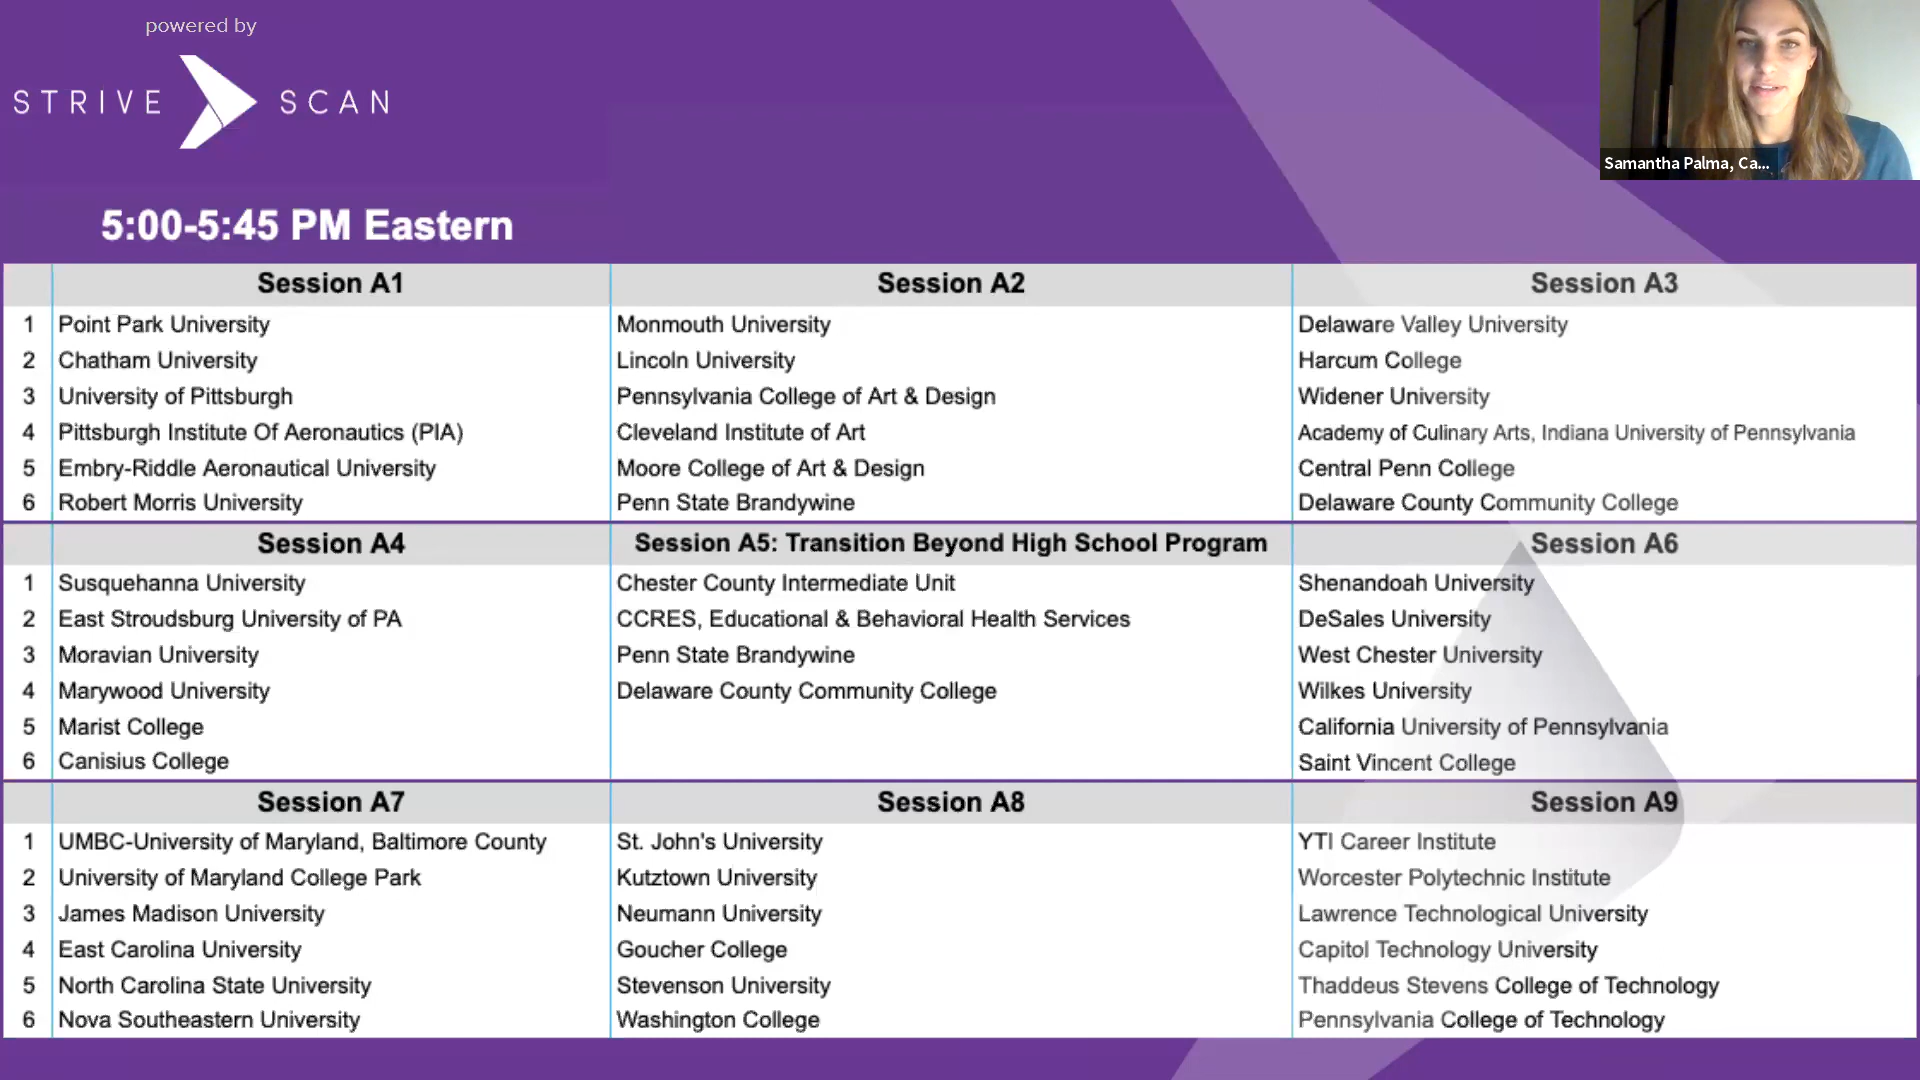 powered by
STRIVE SCAN
Samantha Palma, Ca...
5:00-5:45 PM Eastern
Session A1 Session A2 Session A3
1 Point Park University Monmouth University Delaware Valley University
2 Chatham University Lincoln University Harcum College
3 University of Pittsburgh Pennsylvania College of Art & Design Widener University
4 Pittsburgh Institute Of Aeronautics (PIA) Cleveland Institute of Art Academy of Culinary Arts, Indiana University of Pennsylvania
5 Embry-Riddle Aeronautical University Moore College of Art & Design Central Penn College
6 Robert Morris University Penn State Brandywine Delaware County Community College
Session A4 Session A5: Transition Beyond High School Program Session A6
1 Susquehanna University Chester County Intermediate Unit Shenandoah University
2 East Stroudsburg University of PA CCRES, Educational & Behavioral Health Services DeSales University
3 Moravian University Penn State Brandywine West Chester University
4 Marywood University Delaware County Community College Wilkes University
5 Marist College California University of Pennsylvania
6 Canisius College Saint Vincent College
Session A7 Session A8 Session A9
1 UMBC-University of Maryland, Baltimore County St. John's University YTI Career Institute
2 University of Maryland College Park Kutztown University Worcester Polytechnic Institute
3 James Madison University Neumann University Lawrence Technological University
4 East Carolina University Goucher College Capitol Technology University
5 North Carolina State University Stevenson University Thaddeus Stevens College of Technology
6 Nova Southeastern University Washington College Pennsylvania College of Technology